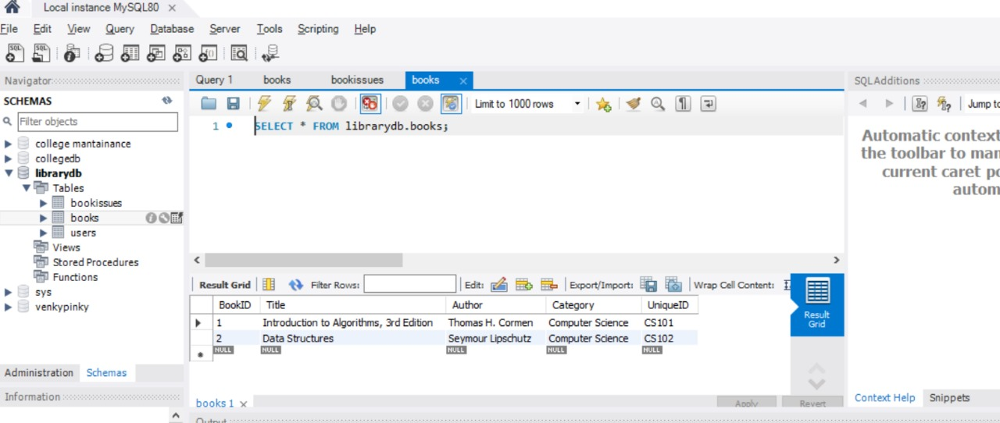 Local instance MySQL80
File Edit View Query Database Server Tools Scripting Help
Navigator
SCHEMAS
Filter objects
college mantainance
collegedb
librarydb
Tables
bookissues
books
users
Views
Stored Procedures
Functions
sys
venkypinky
Administration Schemas
Information
Query 1 books bookissues books
Limit to 1000 rows
1 SELECT * FROM librarydb.books;
Result Grid Filter Rows: Edit: Export/Import: Wrap Cell Content:
BookID Title Author Category UniqueID
1 Introduction to Algorithms, 3rd Edition Thomas H. Cormen Computer Science CS101
2 Data Structures Seymour Lipschutz Computer Science CS102
NULL NULL NULL NULL NULL
Result
Grid
books 1
Apply Revert
Output
SQLAdditions
Jump to
Automatic context
the toolbar to man
current caret po
autom
Context Help Snippets